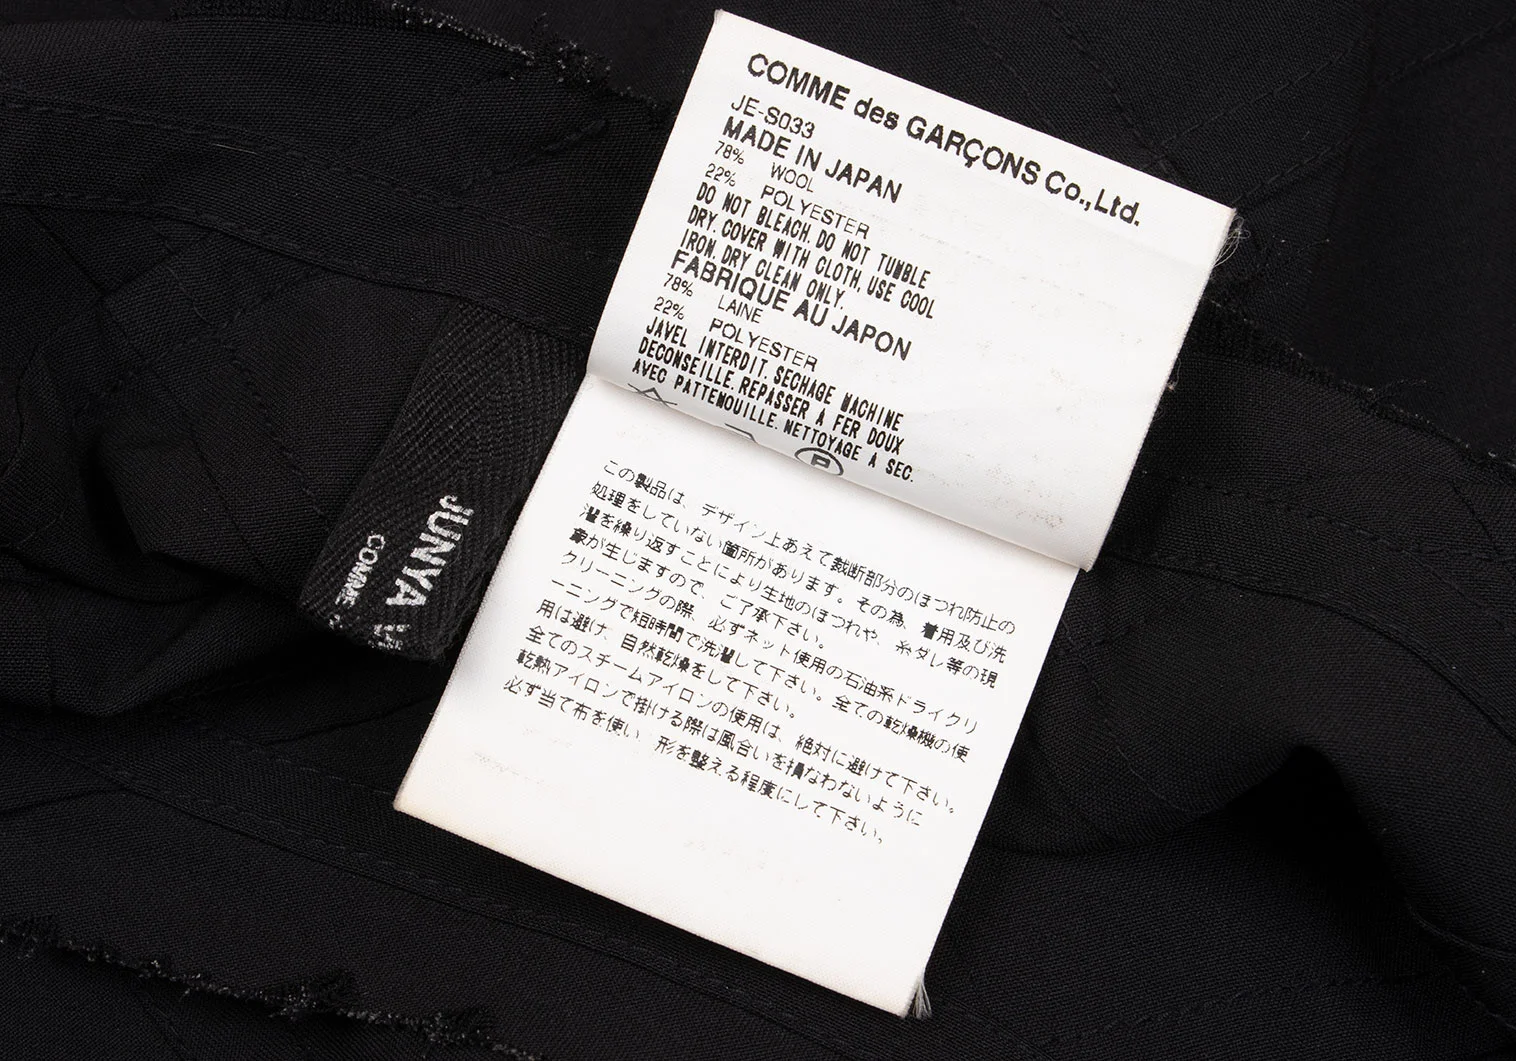 COMME des GARÇONS Co.,Ltd.
JE-S033
MADE IN JAPAN
78% WOOL
22% POLYESTER
DO NOT BLEACH. DO NOT TUMBLE
DRY. COVER WITH CLOTH, USE COOL
IRON. DRY CLEAN ONLY.
FABRIQUE AU JAPON
78% LAINE
22% POLYESTER
JAVEL INTERDIT. SECHAGE MACHINE
DECONSEILLE. REPASSER A FER DOUX
AVEC PATTEMOUILLE. NETTOYAGE A SEC.
P
この製品は、デザイン上あえて裁断部分のほつれ防止の
処理をしていない箇所があります。その為、着用及び洗
濯を繰り返すことにより生地のほつれや、糸ダレ等の現
象が生じますので、ご了承下さい。
クリーニングの際、必ずネット使用の石油系ドライクリ
ーニングで短時間で洗濯して下さい。全ての乾燥機の使
用は避け、自然乾燥をして下さい。
全てのスチームアイロンの使用は、絶対に避けて下さい。
乾熱アイロンで掛ける際は風合いを損なわないように
必ず当て布を使い、形を整える程度にして下さい。
JUNYA
COMME